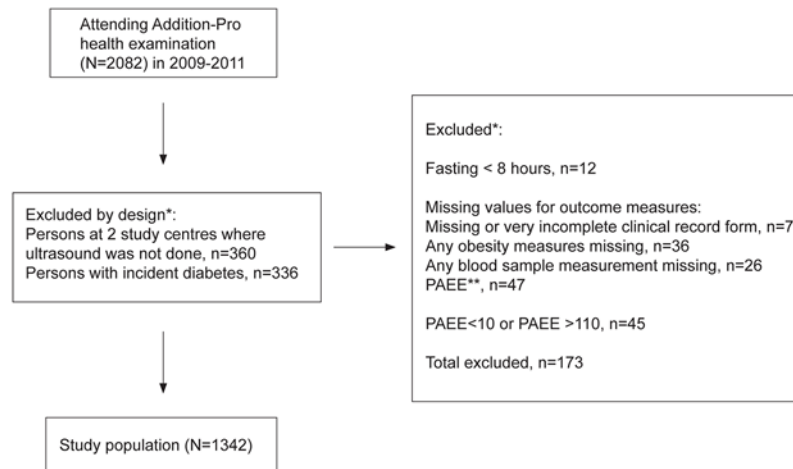 Attending Addition-Pro
health examination
(N=2082) in 2009-2011
Excluded by design*:
Persons at 2 study centres where
ultrasound was not done, n=360
Persons with incident diabetes, n=336
Excluded*:
Fasting < 8 hours, n=12
Missing values for outcome measures:
Missing or very incomplete clinical record form, n=7
Any obesity measures missing, n=36
Any blood sample measurement missing, n=26
PAEE**, n=47
PAEE<10 or PAEE >110, n=45
Total excluded, n=173
Study population (N=1342)